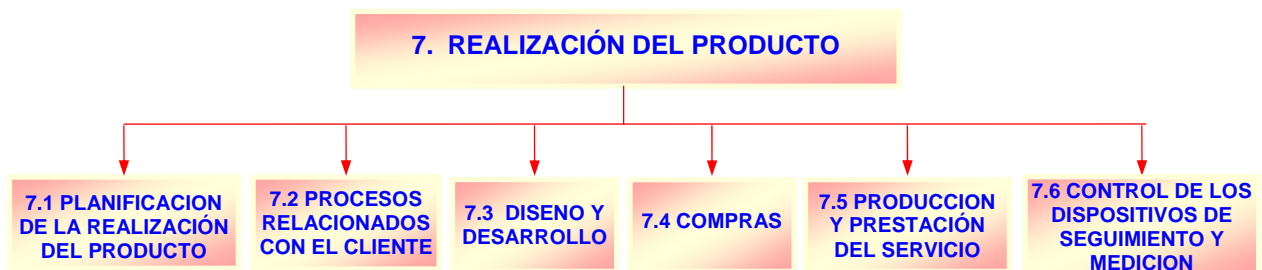 7. REALIZACIÓN DEL PRODUCTO
7.1 PLANIFICACION
DE LA REALIZACIÓN
DEL PRODUCTO
7.2 PROCESOS
RELACIONADOS
CON EL CLIENTE
7.3 DISENO Y
DESARROLLO
7.4 COMPRAS
7.5 PRODUCCION
Y PRESTACIÓN
DEL SERVICIO
7.6 CONTROL DE LOS
DISPOSITIVOS DE
SEGUIMIENTO Y
MEDICION